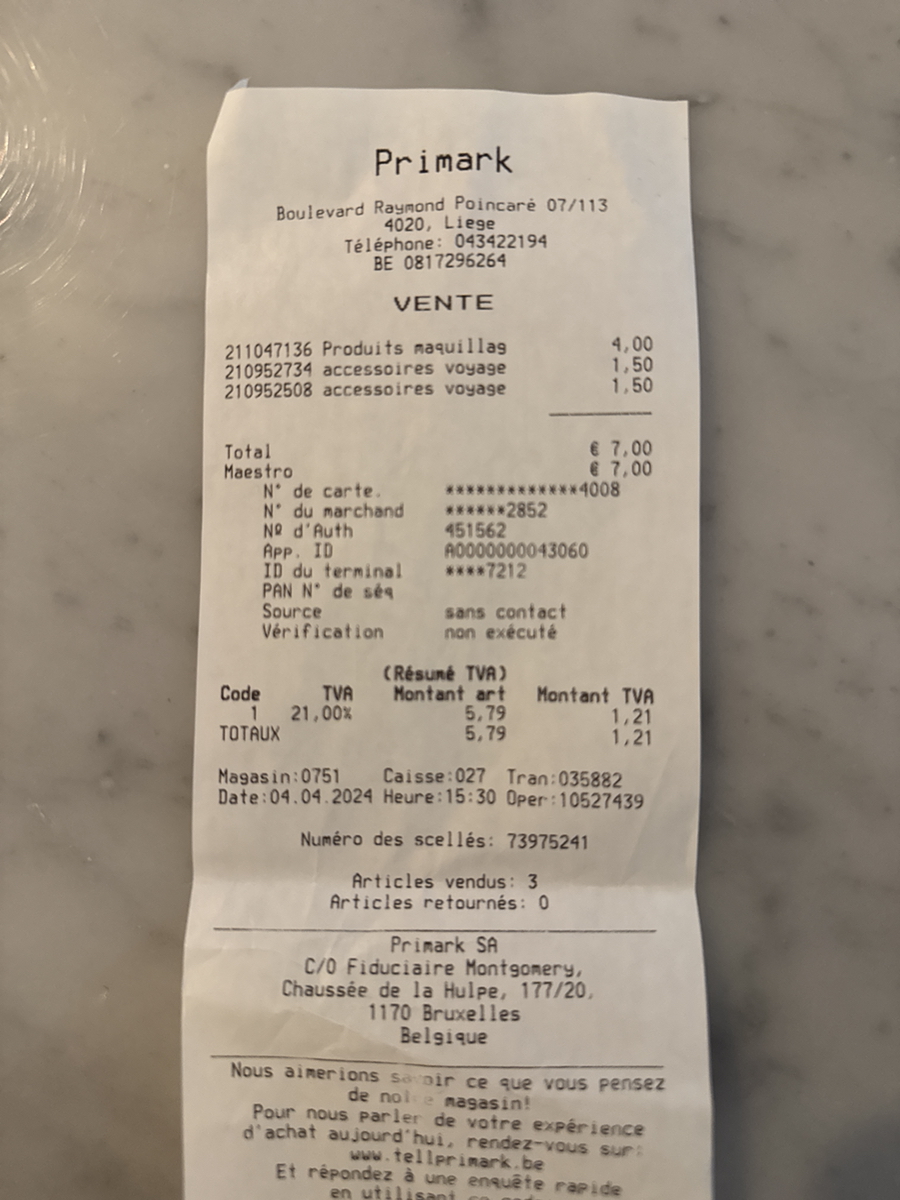 Primark
Boulevard Raymond Poincaré 07/113
4020, Liege
Téléphone: 043422194
BE 0817296264
VENTE
211047136 Produits maquillag 4,00
210952734 accessoires voyage 1,50
210952508 accessoires voyage 1,50
Total € 7,00
Maestro € 7,00
N° de carte. *************4008
N° du marchand ******2852
Nº d'Auth 451562
App. ID A0000000043060
ID du terminal ****7212
PAN N° de séq
Source sans contact
Vérification non exécuté
(Résumé TVA)
Code TVA Montant art Montant TVA
1 21,00% 5,79 1,21
TOTAUX 5,79 1,21
Magasin:0751 Caisse:027 Tran:035882
Date:04.04.2024 Heure:15:30 Oper:10527439
Numéro des scellés: 73975241
Articles vendus: 3
Articles retournés: 0
Primark SA
C/O Fiduciaire Montgomery,
Chaussée de la Hulpe, 177/20,
1170 Bruxelles
Belgique
Nous aimerions savoir ce que vous pensez
de notre magasin!
Pour nous parler de votre expérience
d'achat aujourd'hui, rendez-vous sur:
www.tellprimark.be
Et répondez à une enquête rapide
en utilisant